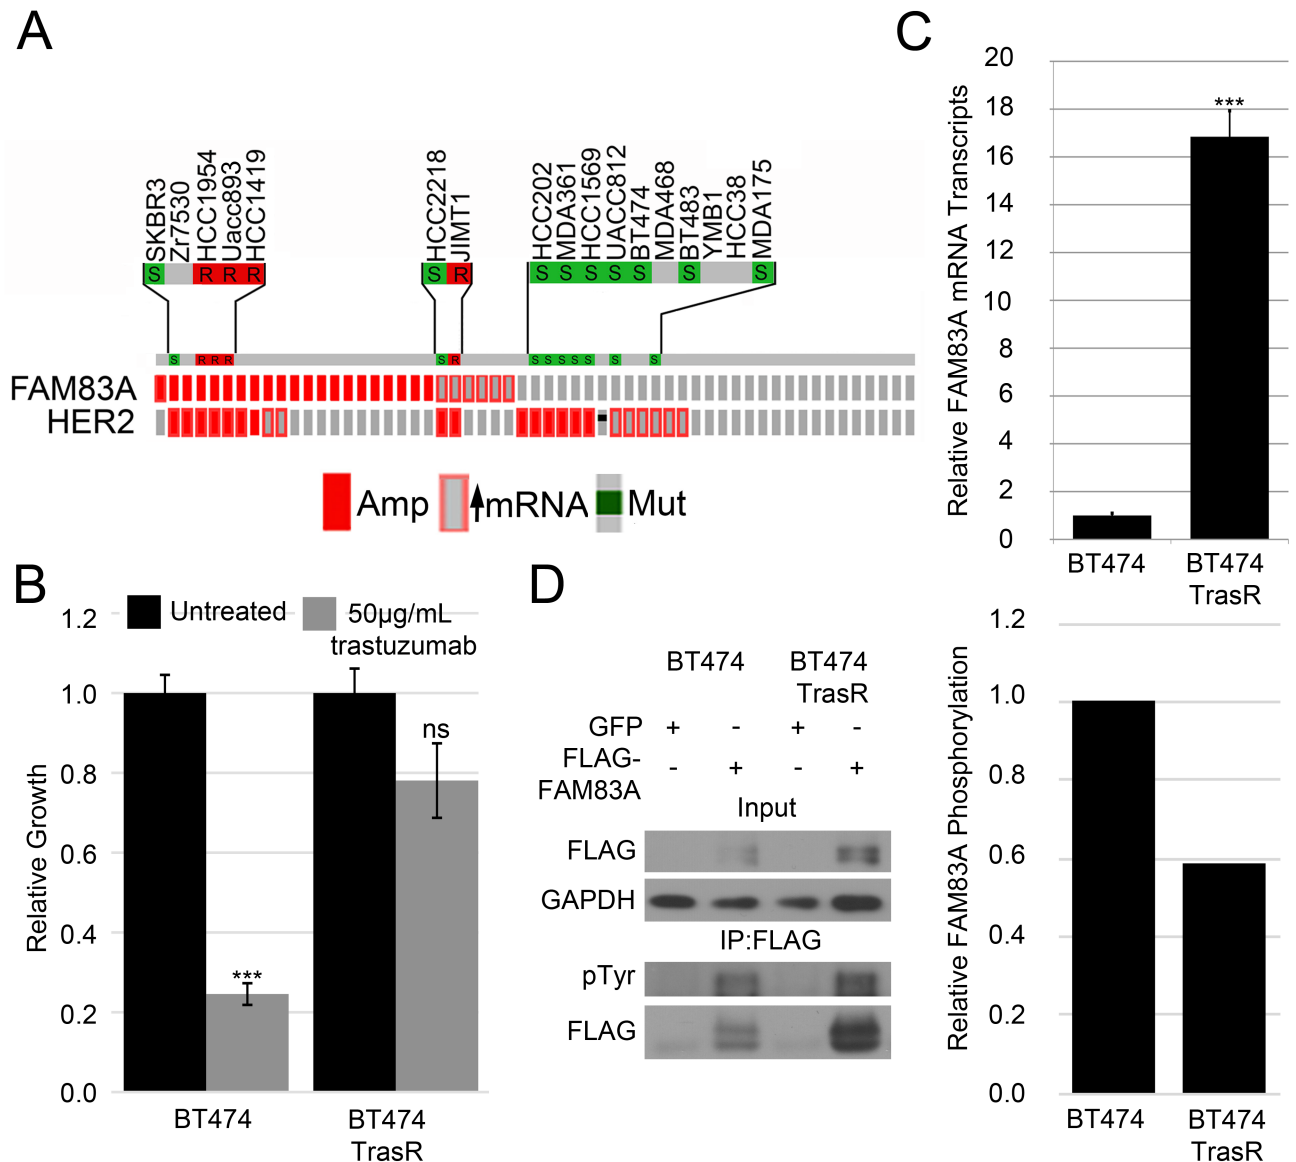 A
SKBR3
Zr7530
HCC1954
Uacc893
HCC1419
HCC2218
JIMT1
HCC202
MDA361
HCC1569
UACC812
BT474
MDA468
BT483
YMB1
HCC38
MDA175
S R R R S R S S S S S S S
S R R R S R S S S S S S S
FAM83A
HER2
Amp mRNA Mut
B
Untreated 50µg/mL
trastuzumab
Relative Growth
1.2
1.0
0.8
0.6
0.4
0.2
0.0
***
ns
BT474 BT474
TrasR
C
Relative FAM83A mRNA Transcripts
20
18
16
14
12
10
8
6
4
2
0
***
BT474 BT474
TrasR
D
BT474 BT474
TrasR
GFP + - + -
FLAG-
FAM83A - + - +
Input
FLAG
GAPDH
IP:FLAG
pTyr
FLAG
Relative FAM83A Phosphorylation
1.2
1.0
0.8
0.6
0.4
0.2
0.0
BT474 BT474
TrasR